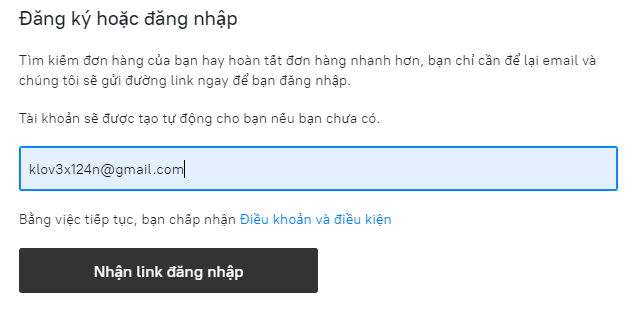 Đăng ký hoặc đăng nhập
Tìm kiếm đơn hàng của bạn hay hoàn tất đơn hàng nhanh hơn, bạn chỉ cần để lại email và
chúng tôi sẽ gửi đường link ngay để bạn đăng nhập.
Tài khoản sẽ được tạo tự động cho bạn nếu bạn chưa có.
klov3x124n@gmail.com
Bằng việc tiếp tục, bạn chấp nhận Điều khoản và điều kiện
Nhận link đăng nhập